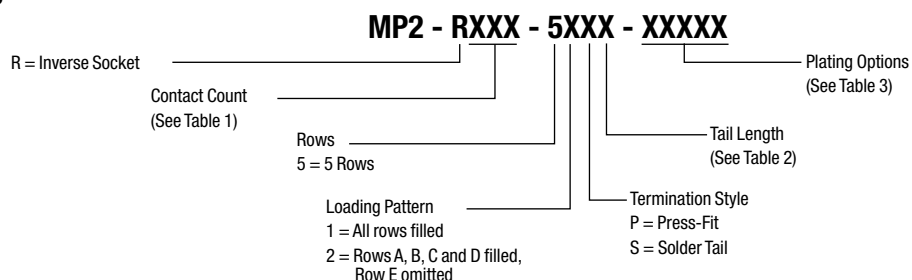 MP2 - RXXX - 5XXX - XXXXX
R = Inverse Socket
Contact Count
(See Table 1)
Rows
5 = 5 Rows
Loading Pattern
1 = All rows filled
2 = Rows A, B, C and D filled,
Row E omitted
Termination Style
P = Press-Fit
S = Solder Tail
Tail Length
(See Table 2)
Plating Options
(See Table 3)